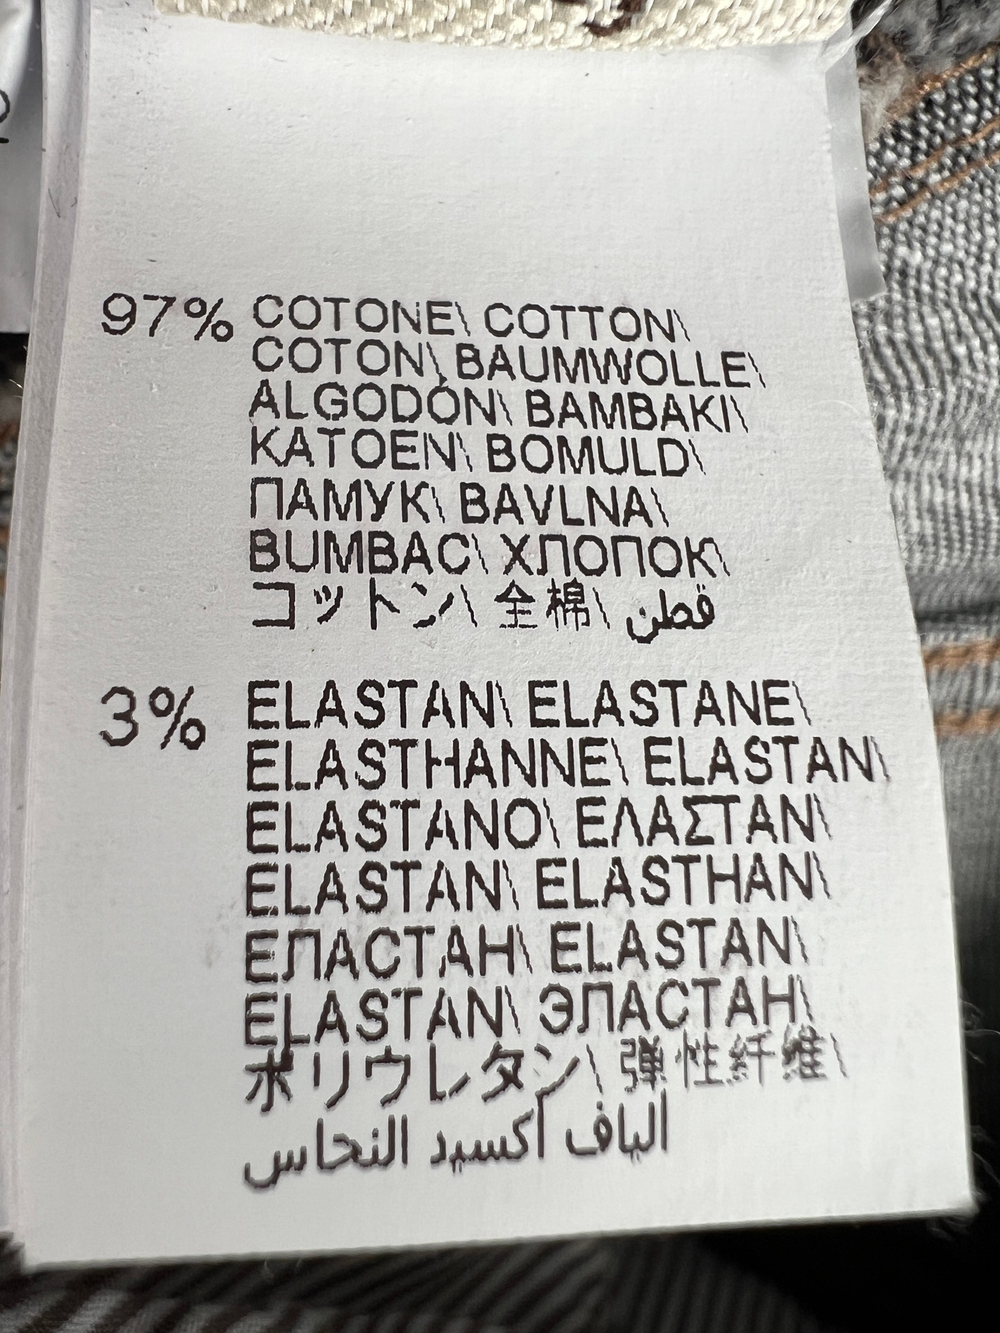 97% COTONE\ COTTON\
COTON\ BAUMWOLLE\
ALGODÓN\ BAMBAKI\
KATOEN\ BOMULD\
ПАМУК\ BAVLNA\
BUMBAC\ ХЛОПОК\
コットン\ 全棉\ قطن
3% ELASTAN\ ELASTANE\
ELASTHANNE\ ELASTAN\
ELASTANO\ ΕΛΑΣΤΑΝ\
ELASTAN\ ELASTHAN\
ЕЛАСТАН\ ELASTAN\
ELASTAN\ ЭЛАСТАН\
ポリウレタン\ 弹性纤维\
الياف اكسيد النحاس